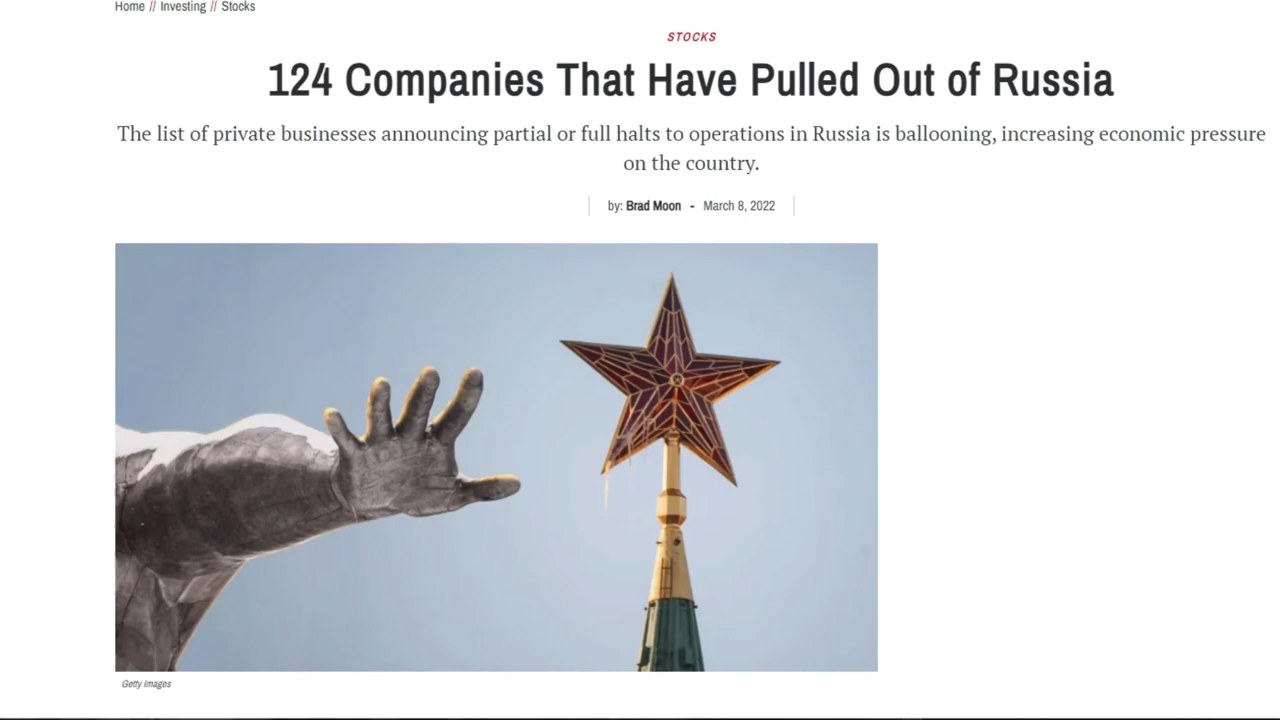 Home // Investing // Stocks
STOCKS
124 Companies That Have Pulled Out of Russia
The list of private businesses announcing partial or full halts to operations in Russia is ballooning, increasing economic pressure
on the country.
by: Brad Moon - March 8, 2022
Getty Images